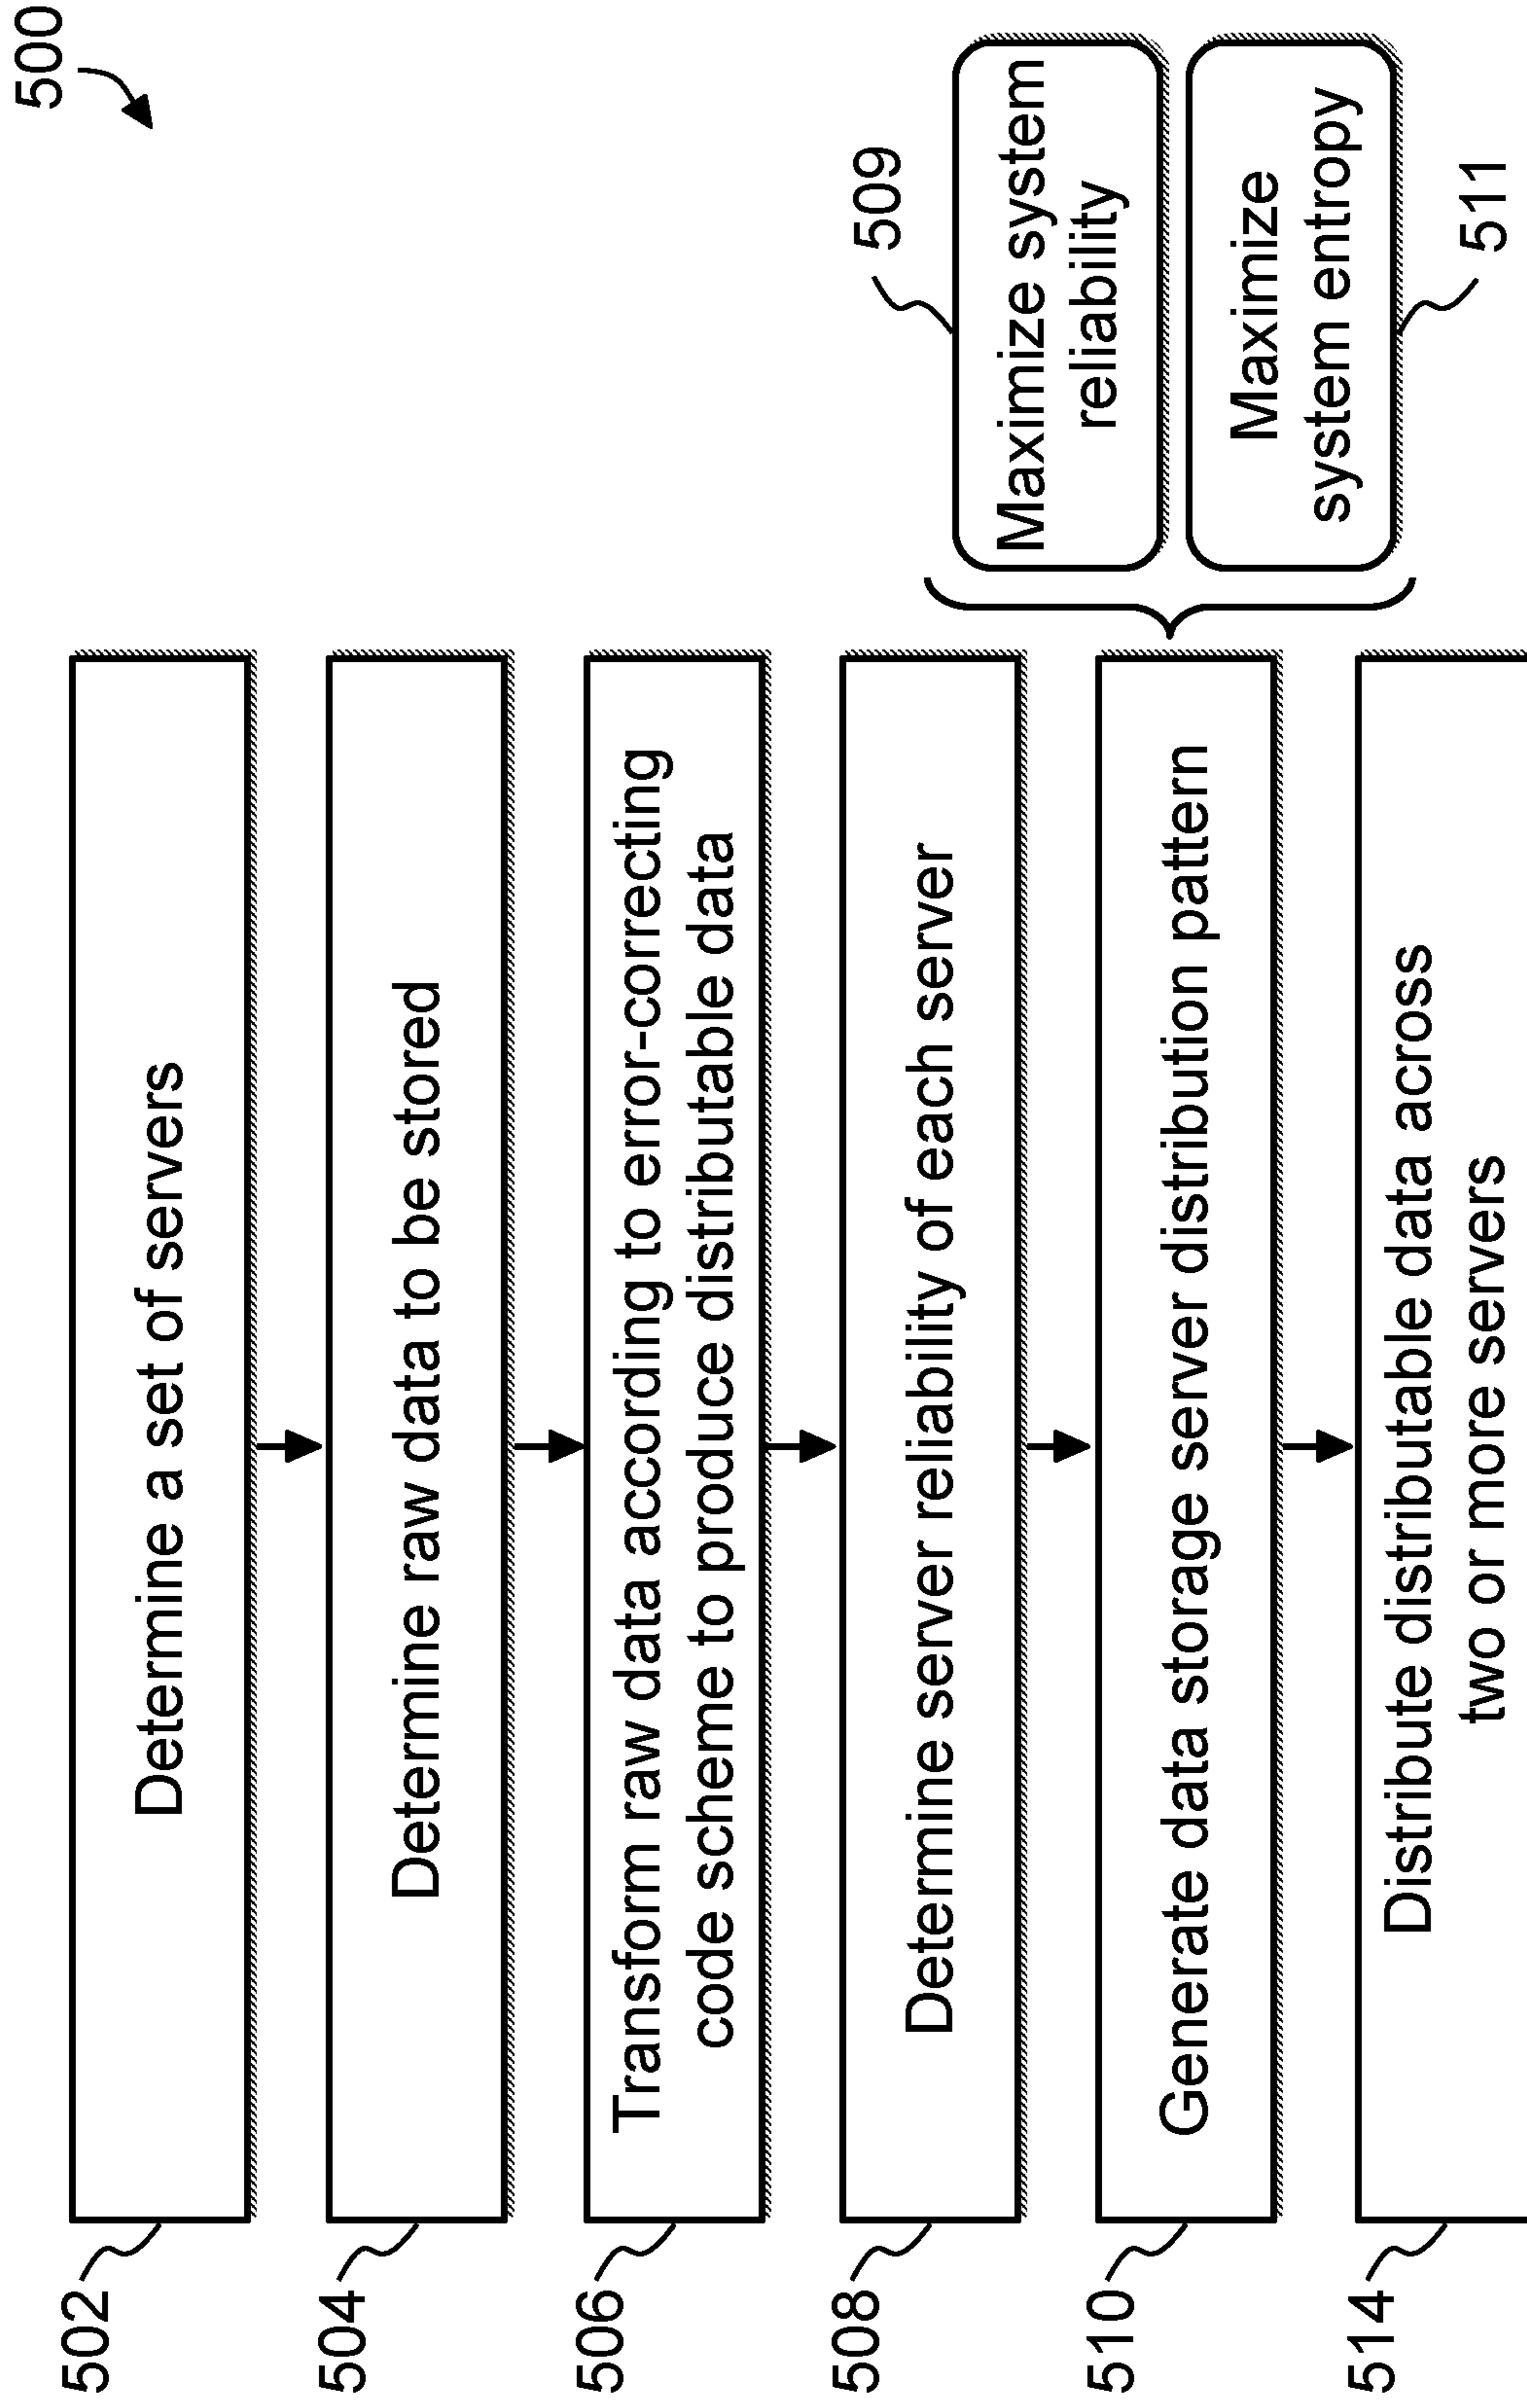 500
502
Determine a set of servers
504
Determine raw data to be stored
506
Transform raw data according to error-correcting
code scheme to produce distributable data
508
Determine server reliability of each server
509
Maximize system
reliability
510
Generate data storage server distribution pattern
Maximize
system entropy
511
514
Distribute distributable data across
two or more servers